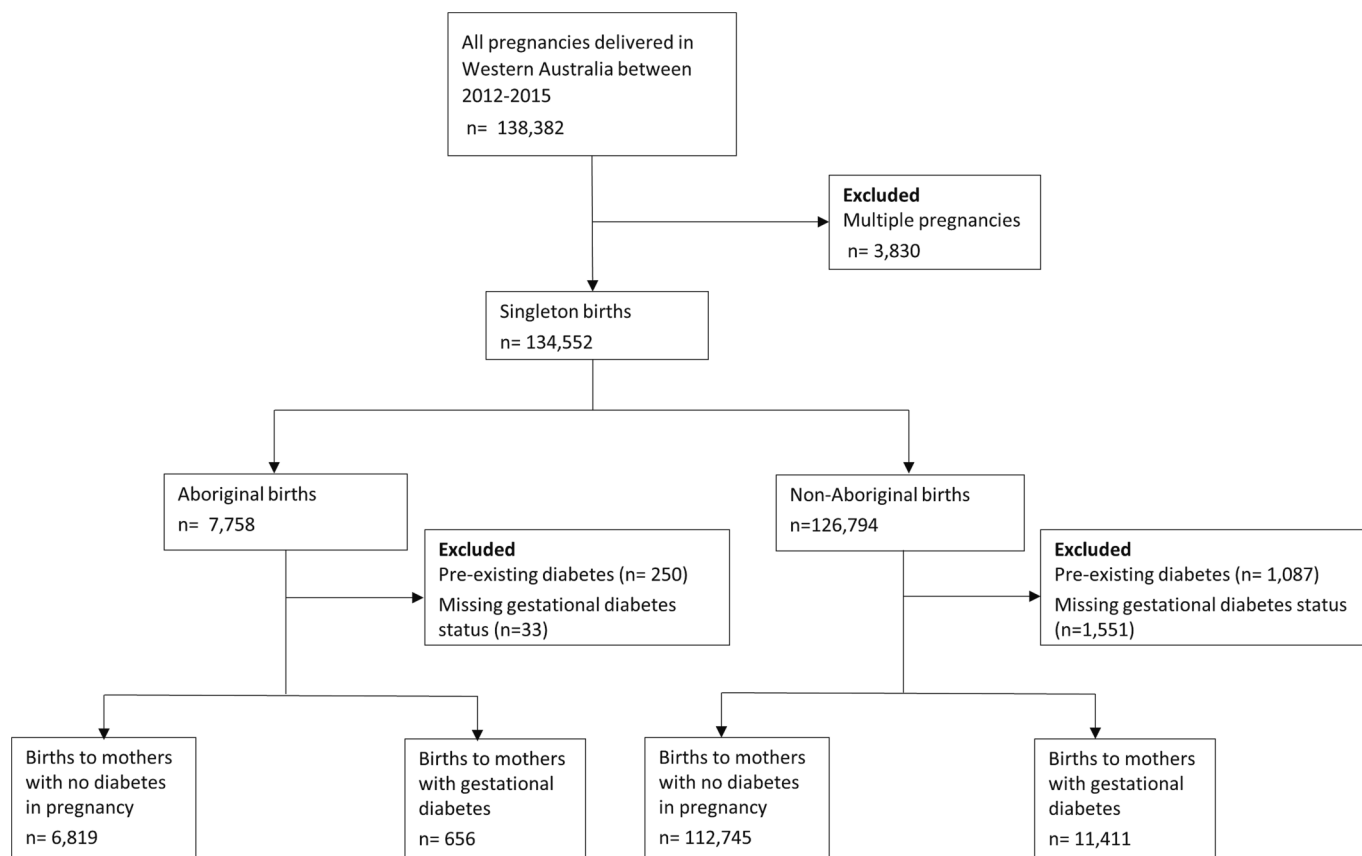 All pregnancies delivered in
Western Australia between
2012-2015
n= 138,382
Excluded
Multiple pregnancies
n= 3,830
Singleton births
n= 134,552
Aboriginal births
n= 7,758
Non-Aboriginal births
n=126,794
Excluded
Pre-existing diabetes (n= 250)
Missing gestational diabetes
status (n=33)
Excluded
Pre-existing diabetes (n= 1,087)
Missing gestational diabetes status
(n=1,551)
Births to mothers
with no diabetes
in pregnancy
n= 6,819
Births to mothers
with gestational
diabetes
n= 656
Births to mothers
with no diabetes
in pregnancy
n= 112,745
Births to mothers
with gestational
diabetes
n= 11,411